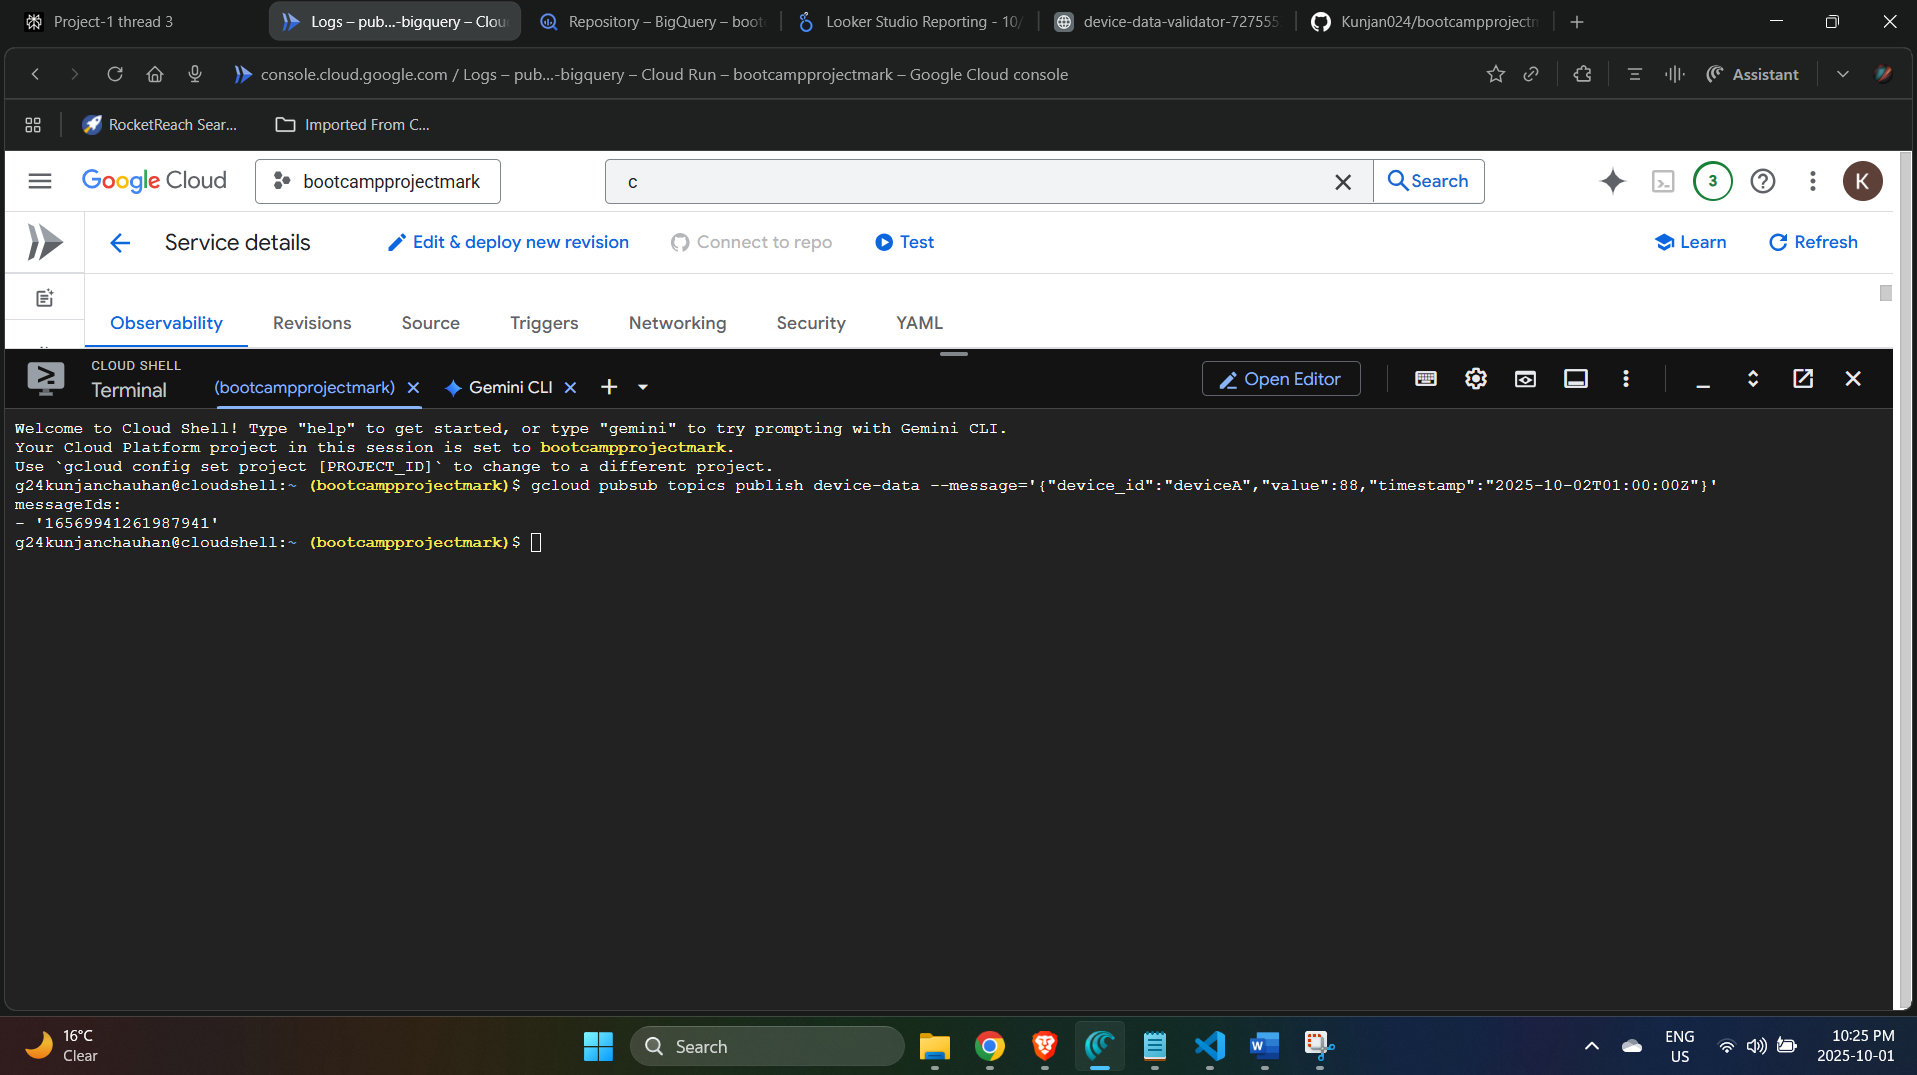 Project-1 thread 3
Logs – pub...-bigquery – Clou
Repository – BigQuery – boot
Looker Studio Reporting - 10/
device-data-validator-727555
Kunjan024/bootcampprojectm
console.cloud.google.com / Logs – pub...-bigquery – Cloud Run – bootcampprojectmark – Google Cloud console
Assistant
RocketReach Sear...
Imported From C...
Google Cloud
bootcampprojectmark
c
Search
3
K
Service details
Edit & deploy new revision
Connect to repo
Test
Learn
Refresh
Observability
Revisions
Source
Triggers
Networking
Security
YAML
CLOUD SHELL
Terminal
(bootcampprojectmark)
Gemini CLI
Open Editor
Welcome to Cloud Shell! Type "help" to get started, or type "gemini" to try prompting with Gemini CLI.
Your Cloud Platform project in this session is set to bootcampprojectmark.
Use `gcloud config set project [PROJECT_ID]` to change to a different project.
g24kunjanchauhan@cloudshell:~ (bootcampprojectmark)$ gcloud pubsub topics publish device-data --message='{"device_id":"deviceA","value":88,"timestamp":"2025-10-02T01:00:00Z"}'
messageIds:
- '16569941261987941'
g24kunjanchauhan@cloudshell:~ (bootcampprojectmark)$
16°C
Clear
Search
ENG
US
10:25 PM
2025-10-01